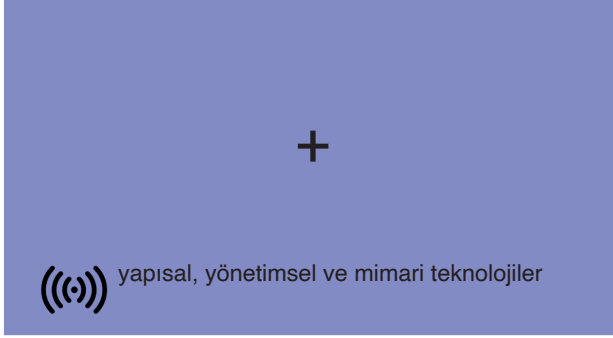 +
yapısal, yönetimsel ve mimari teknolojiler